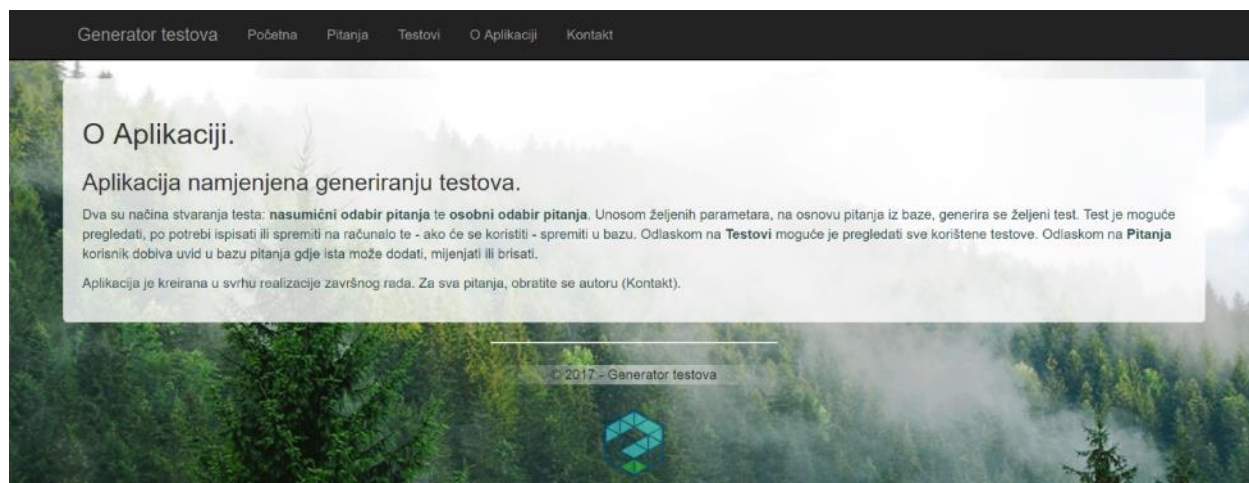 Generator testova Početna Pitanja Testovi O Aplikaciji Kontakt
O Aplikaciji.
Aplikacija namjenjena generiranju testova.
Dva su načina stvaranja testa: nasumični odabir pitanja te osobni odabir pitanja. Unosom željenih parametara, na osnovu pitanja iz baze, generira se željeni test. Test je moguće
pregledati, po potrebi ispisati ili spremiti na računalo te - ako će se koristiti - spremiti u bazu. Odlaskom na Testovi moguće je pregledati sve korištene testove. Odlaskom na Pitanja
korisnik dobiva uvid u bazu pitanja gdje ista može dodati, mijenjati ili brisati.
Aplikacija je kreirana u svrhu realizacije završnog rada. Za sva pitanja, obratite se autoru (Kontakt).
© 2017 - Generator testova